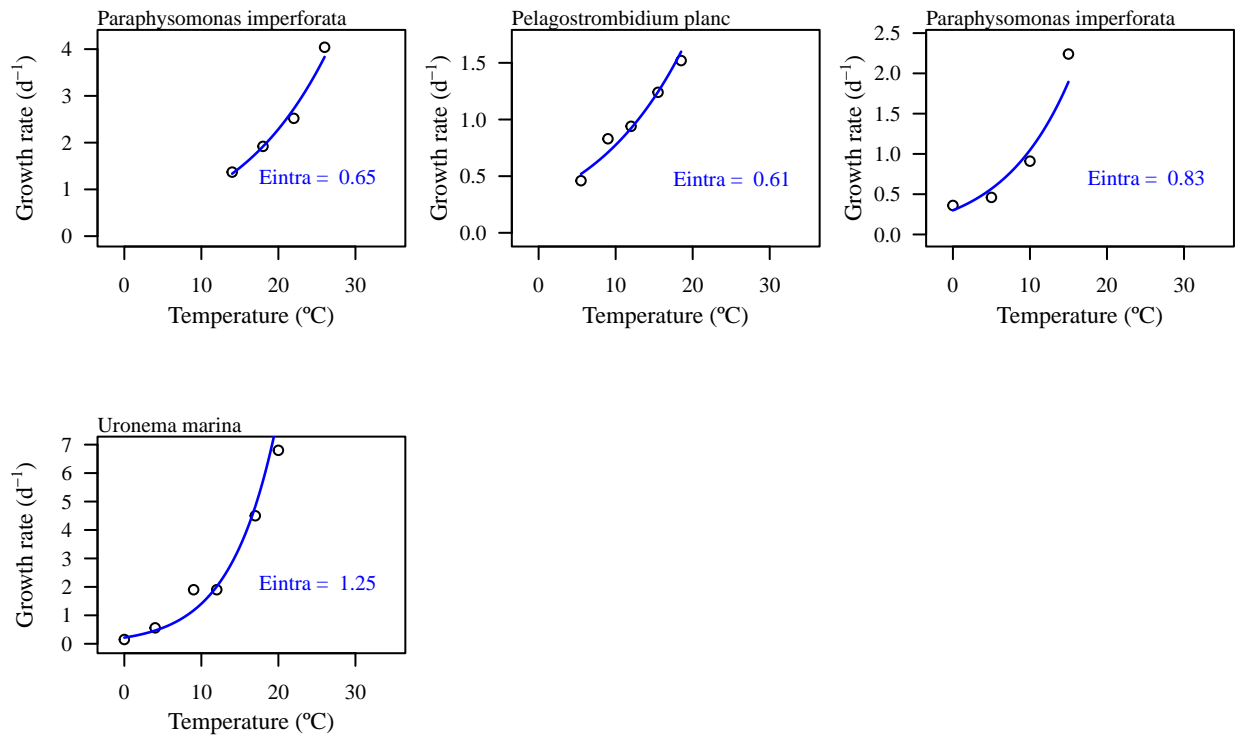 Paraphysomonas imperforata
Growth rate (d⁻¹)
4
3
2
1
0
Eintra = 0.65
0 10 20 30
Temperature (ºC)
Pelagostrombidium planc
Growth rate (d⁻¹)
1.5
1.0
0.5
0.0
Eintra = 0.61
0 10 20 30
Temperature (ºC)
Paraphysomonas imperforata
Growth rate (d⁻¹)
2.5
2.0
1.5
1.0
0.5
0.0
Eintra = 0.83
0 10 20 30
Temperature (ºC)
Uronema marina
Growth rate (d⁻¹)
7
6
5
4
3
2
1
0
Eintra = 1.25
0 10 20 30
Temperature (ºC)